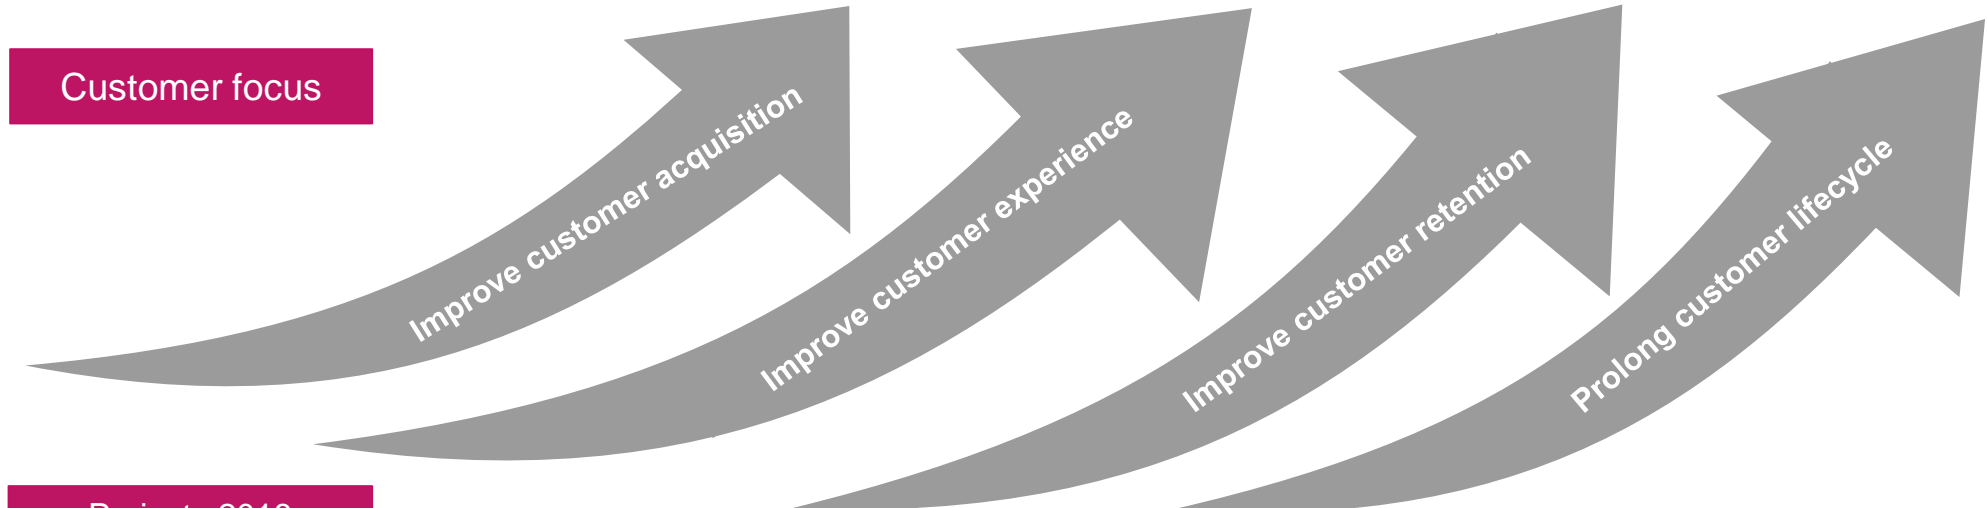 Customer focus
Improve customer acquisition
Improve customer experience
Improve customer retention
Prolong customer lifecycle